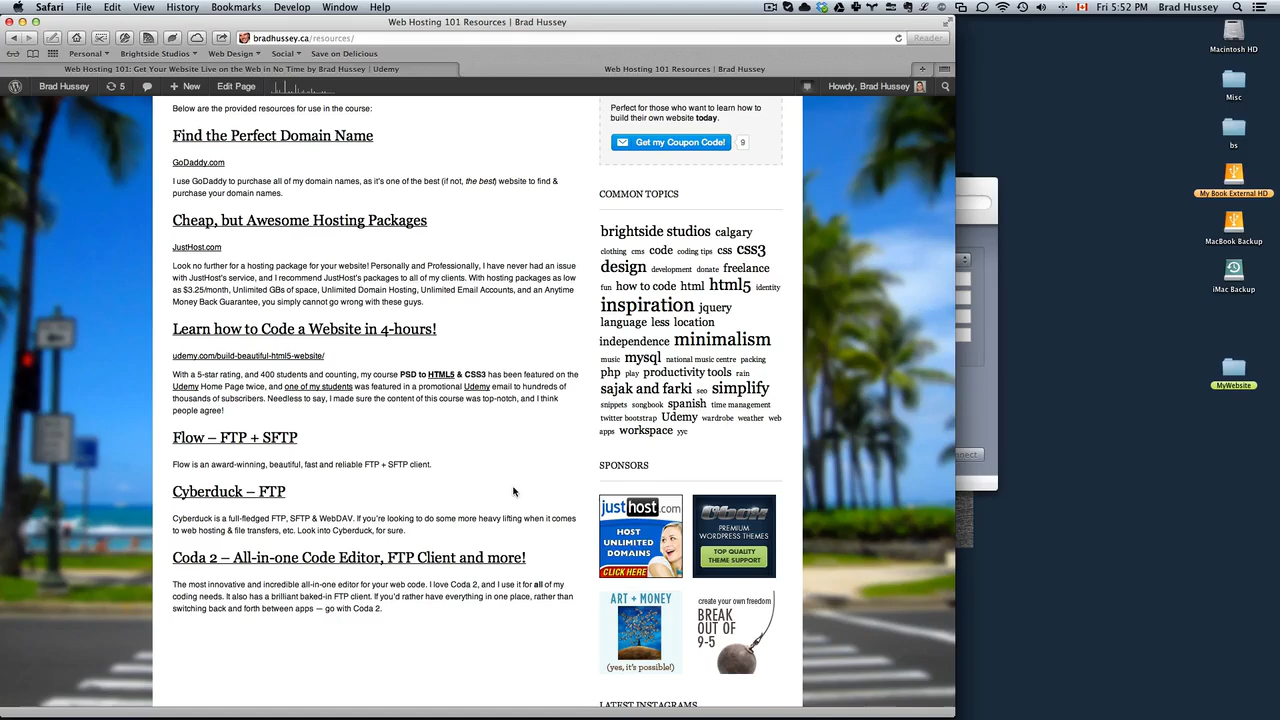 Safari File Edit View History Bookmarks Develop Window Help
Fri 5:52 PM Brad Hussey
Web Hosting 101 Resources | Brad Hussey
bradhussey.ca/resources/
Reader
Personal Brightside Studios Web Design Social Save on Delicious
Web Hosting 101: Get Your Website Live on the Web in No Time by Brad Hussey | Udemy
Web Hosting 101 Resources | Brad Hussey
Brad Hussey 5 New Edit Page
Howdy, Brad Hussey
Below are the provided resources for use in the course:
Find the Perfect Domain Name
GoDaddy.com
I use GoDaddy to purchase all of my domain names, as it's one of the best (if not, the best) website to find &
purchase your domain names.
Cheap, but Awesome Hosting Packages
JustHost.com
Look no further for a hosting package for your website! Personally and Professionally, I have never had an issue
with JustHost's service, and I recommend JustHost's packages to all of my clients. With hosting packages as low
as $3.25/month, Unlimited GBs of space, Unlimited Domain Hosting, Unlimited Email Accounts, and an Anytime
Money Back Guarantee, you simply cannot go wrong with these guys.
Learn how to Code a Website in 4-hours!
udemy.com/build-beautiful-html5-website/
With a 5-star rating, and 400 students and counting, my course PSD to HTML5 & CSS3 has been featured on the
Udemy Home Page twice, and one of my students was featured in a promotional Udemy email to hundreds of
thousands of subscribers. Needless to say, I made sure the content of this course was top-notch, and I think
people agree!
Flow – FTP + SFTP
Flow is an award-winning, beautiful, fast and reliable FTP + SFTP client.
Cyberduck – FTP
Cyberduck is a full-fledged FTP, SFTP & WebDAV. If you're looking to do some more heavy lifting when it comes
to web hosting & file transfers, etc. Look into Cyberduck, for sure.
Coda 2 – All-in-one Code Editor, FTP Client and more!
The most innovative and incredible all-in-one editor for your web code. I love Coda 2, and I use it for all of my
coding needs. It also has a brilliant baked-in FTP client. If you'd rather have everything in one place, rather than
switching back and forth between apps — go with Coda 2.
Perfect for those who want to learn how to
build their own website today.
Get my Coupon Code! 9
COMMON TOPICS
brightside studios calgary
clothing cms code coding tips css css3
design development donate freelance
fun how to code html html5 identity
inspiration jquery
language less location
independence minimalism
music mysql national music centre packing
php play productivity tools rain
sajak and farki seo simplify
snippets songbook spanish time management
twitter bootstrap Udemy wardrobe weather web
apps workspace yyc
SPONSORS
justhost.com
HOST
UNLIMITED
DOMAINS
CLICK HERE
PREMIUM
WORDPRESS THEMES
TOP QUALITY
THEME SUPPORT
ART + MONEY
(yes, it's possible!)
create your own freedom
BREAK
OUT OF
9-5
LATEST INSTAGRAMS
Macintosh HD
Misc
bs
My Book External HD
MacBook Backup
iMac Backup
MyWebsite